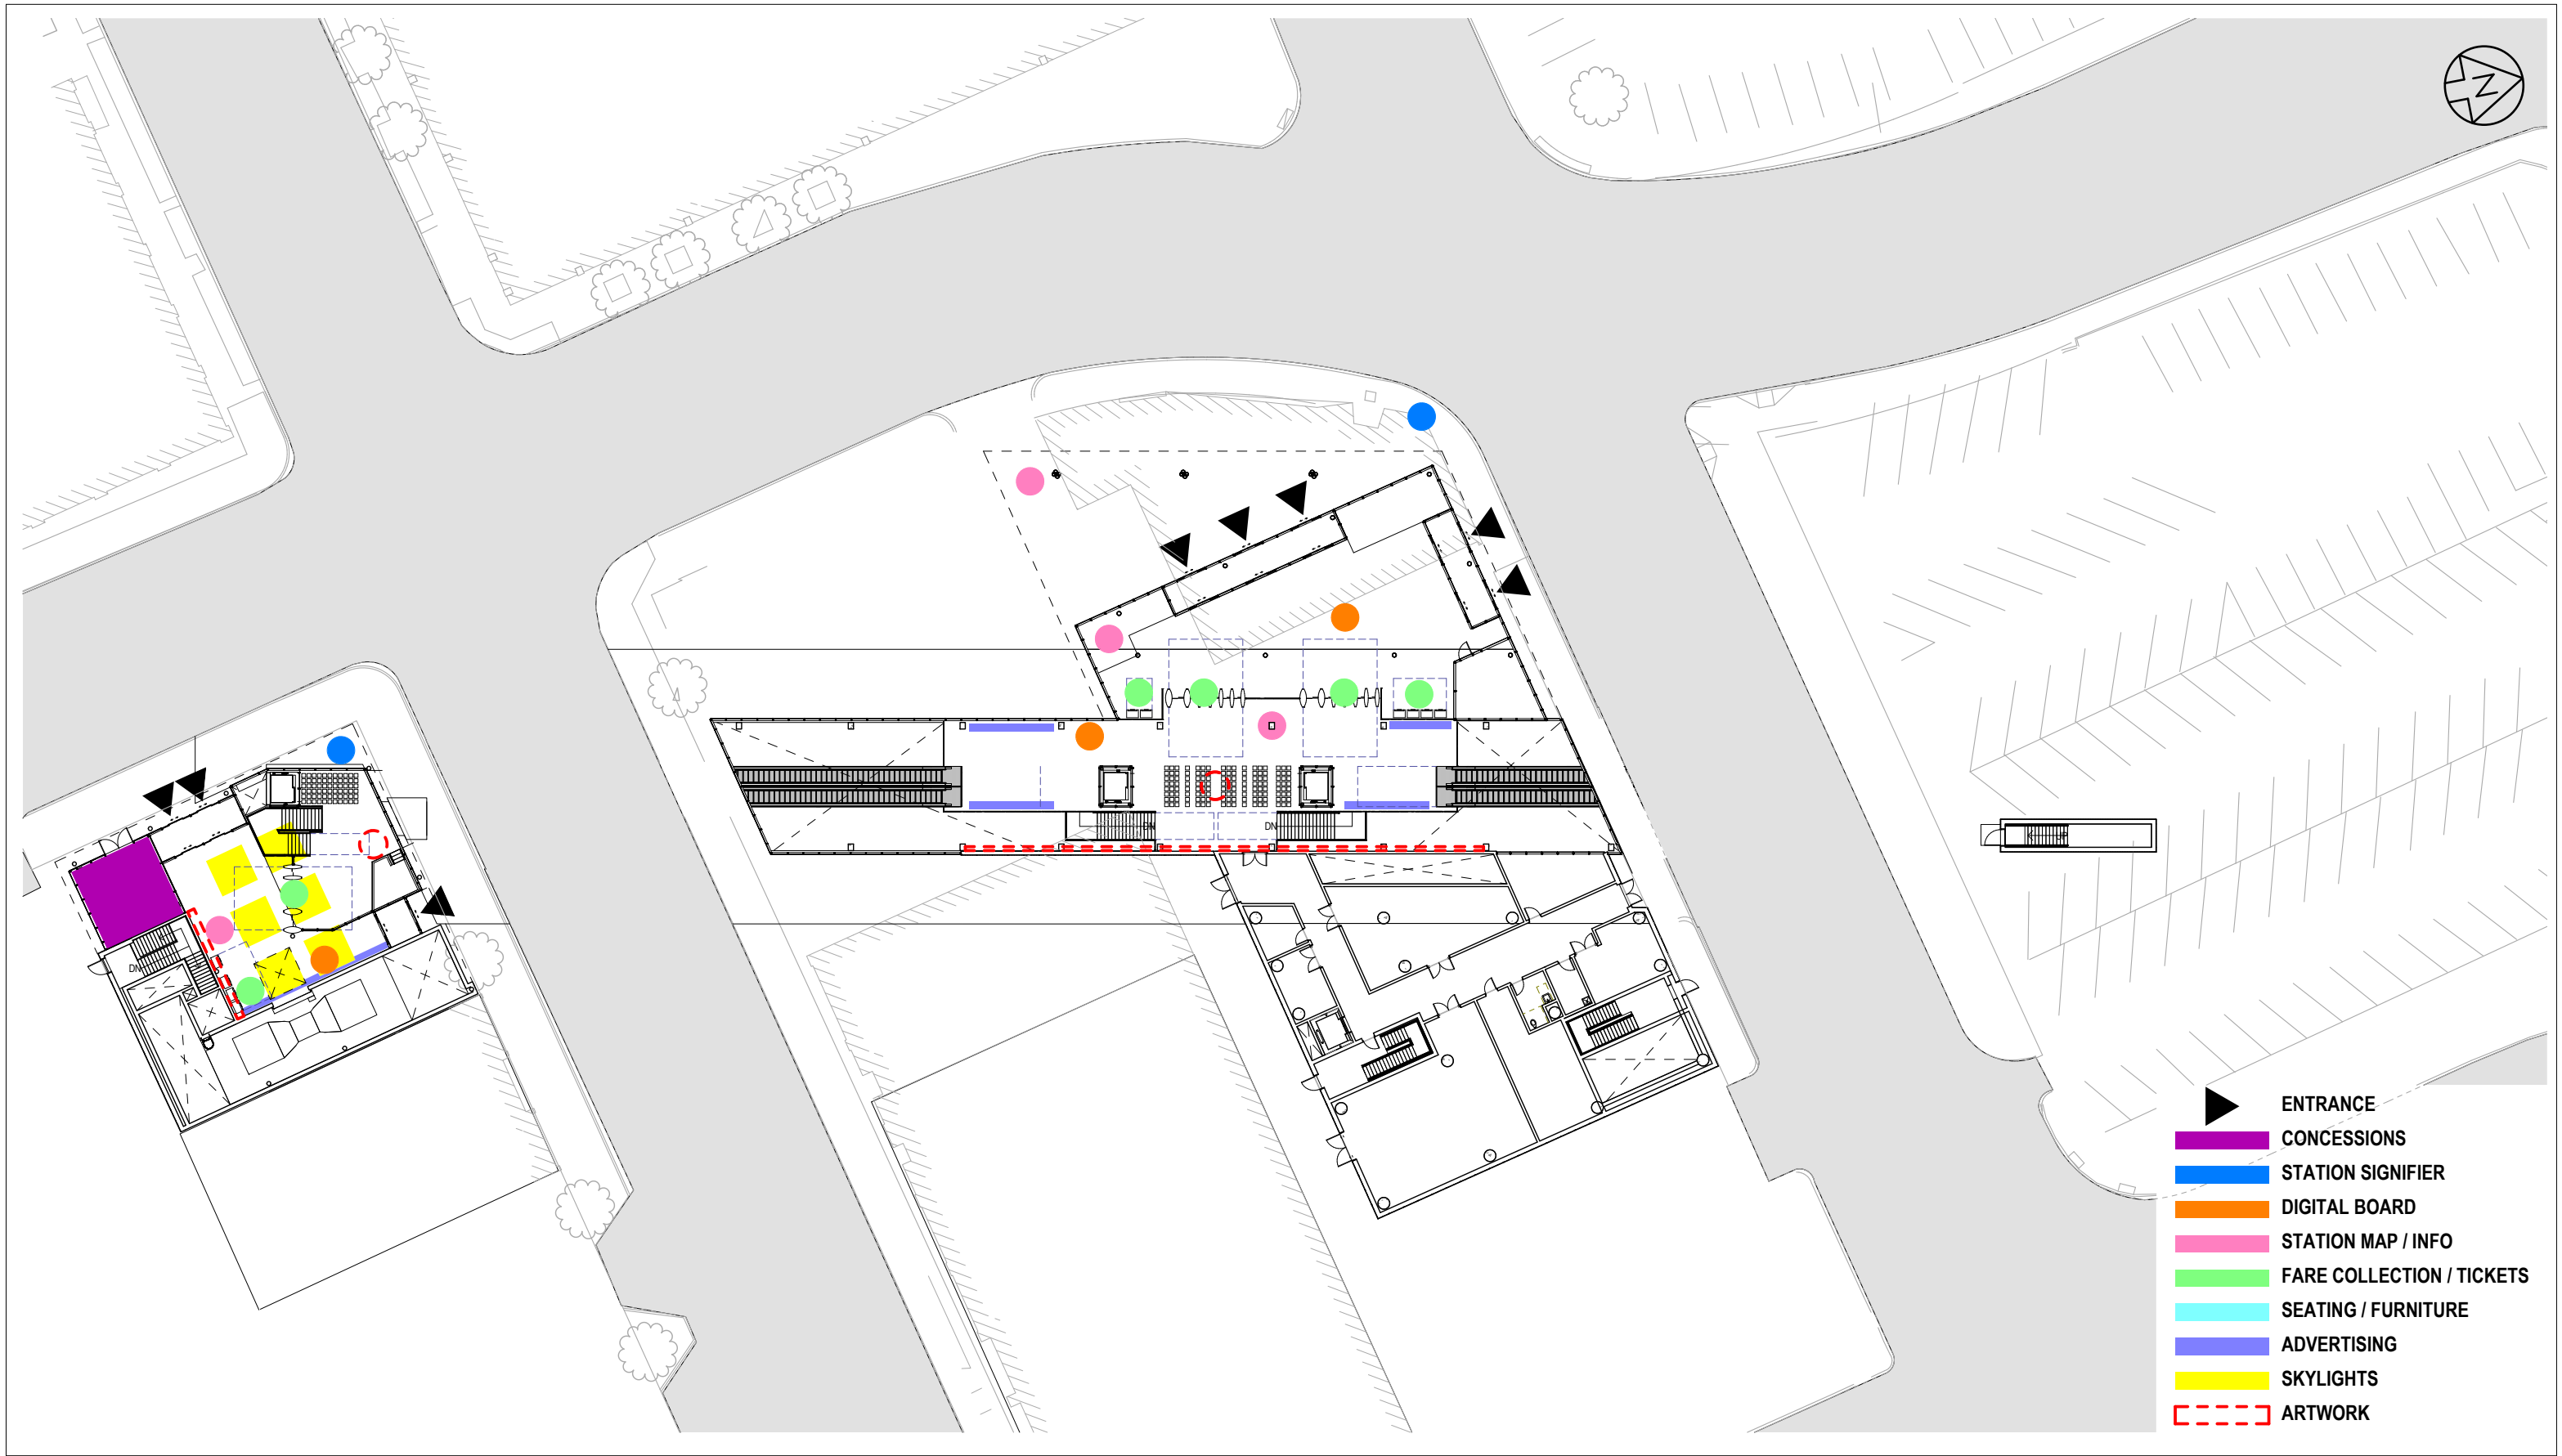 N
DN
DN
UP
DN
ENTRANCE
CONCESSIONS
STATION SIGNIFIER
DIGITAL BOARD
STATION MAP / INFO
FARE COLLECTION / TICKETS
SEATING / FURNITURE
ADVERTISING
SKYLIGHTS
ARTWORK